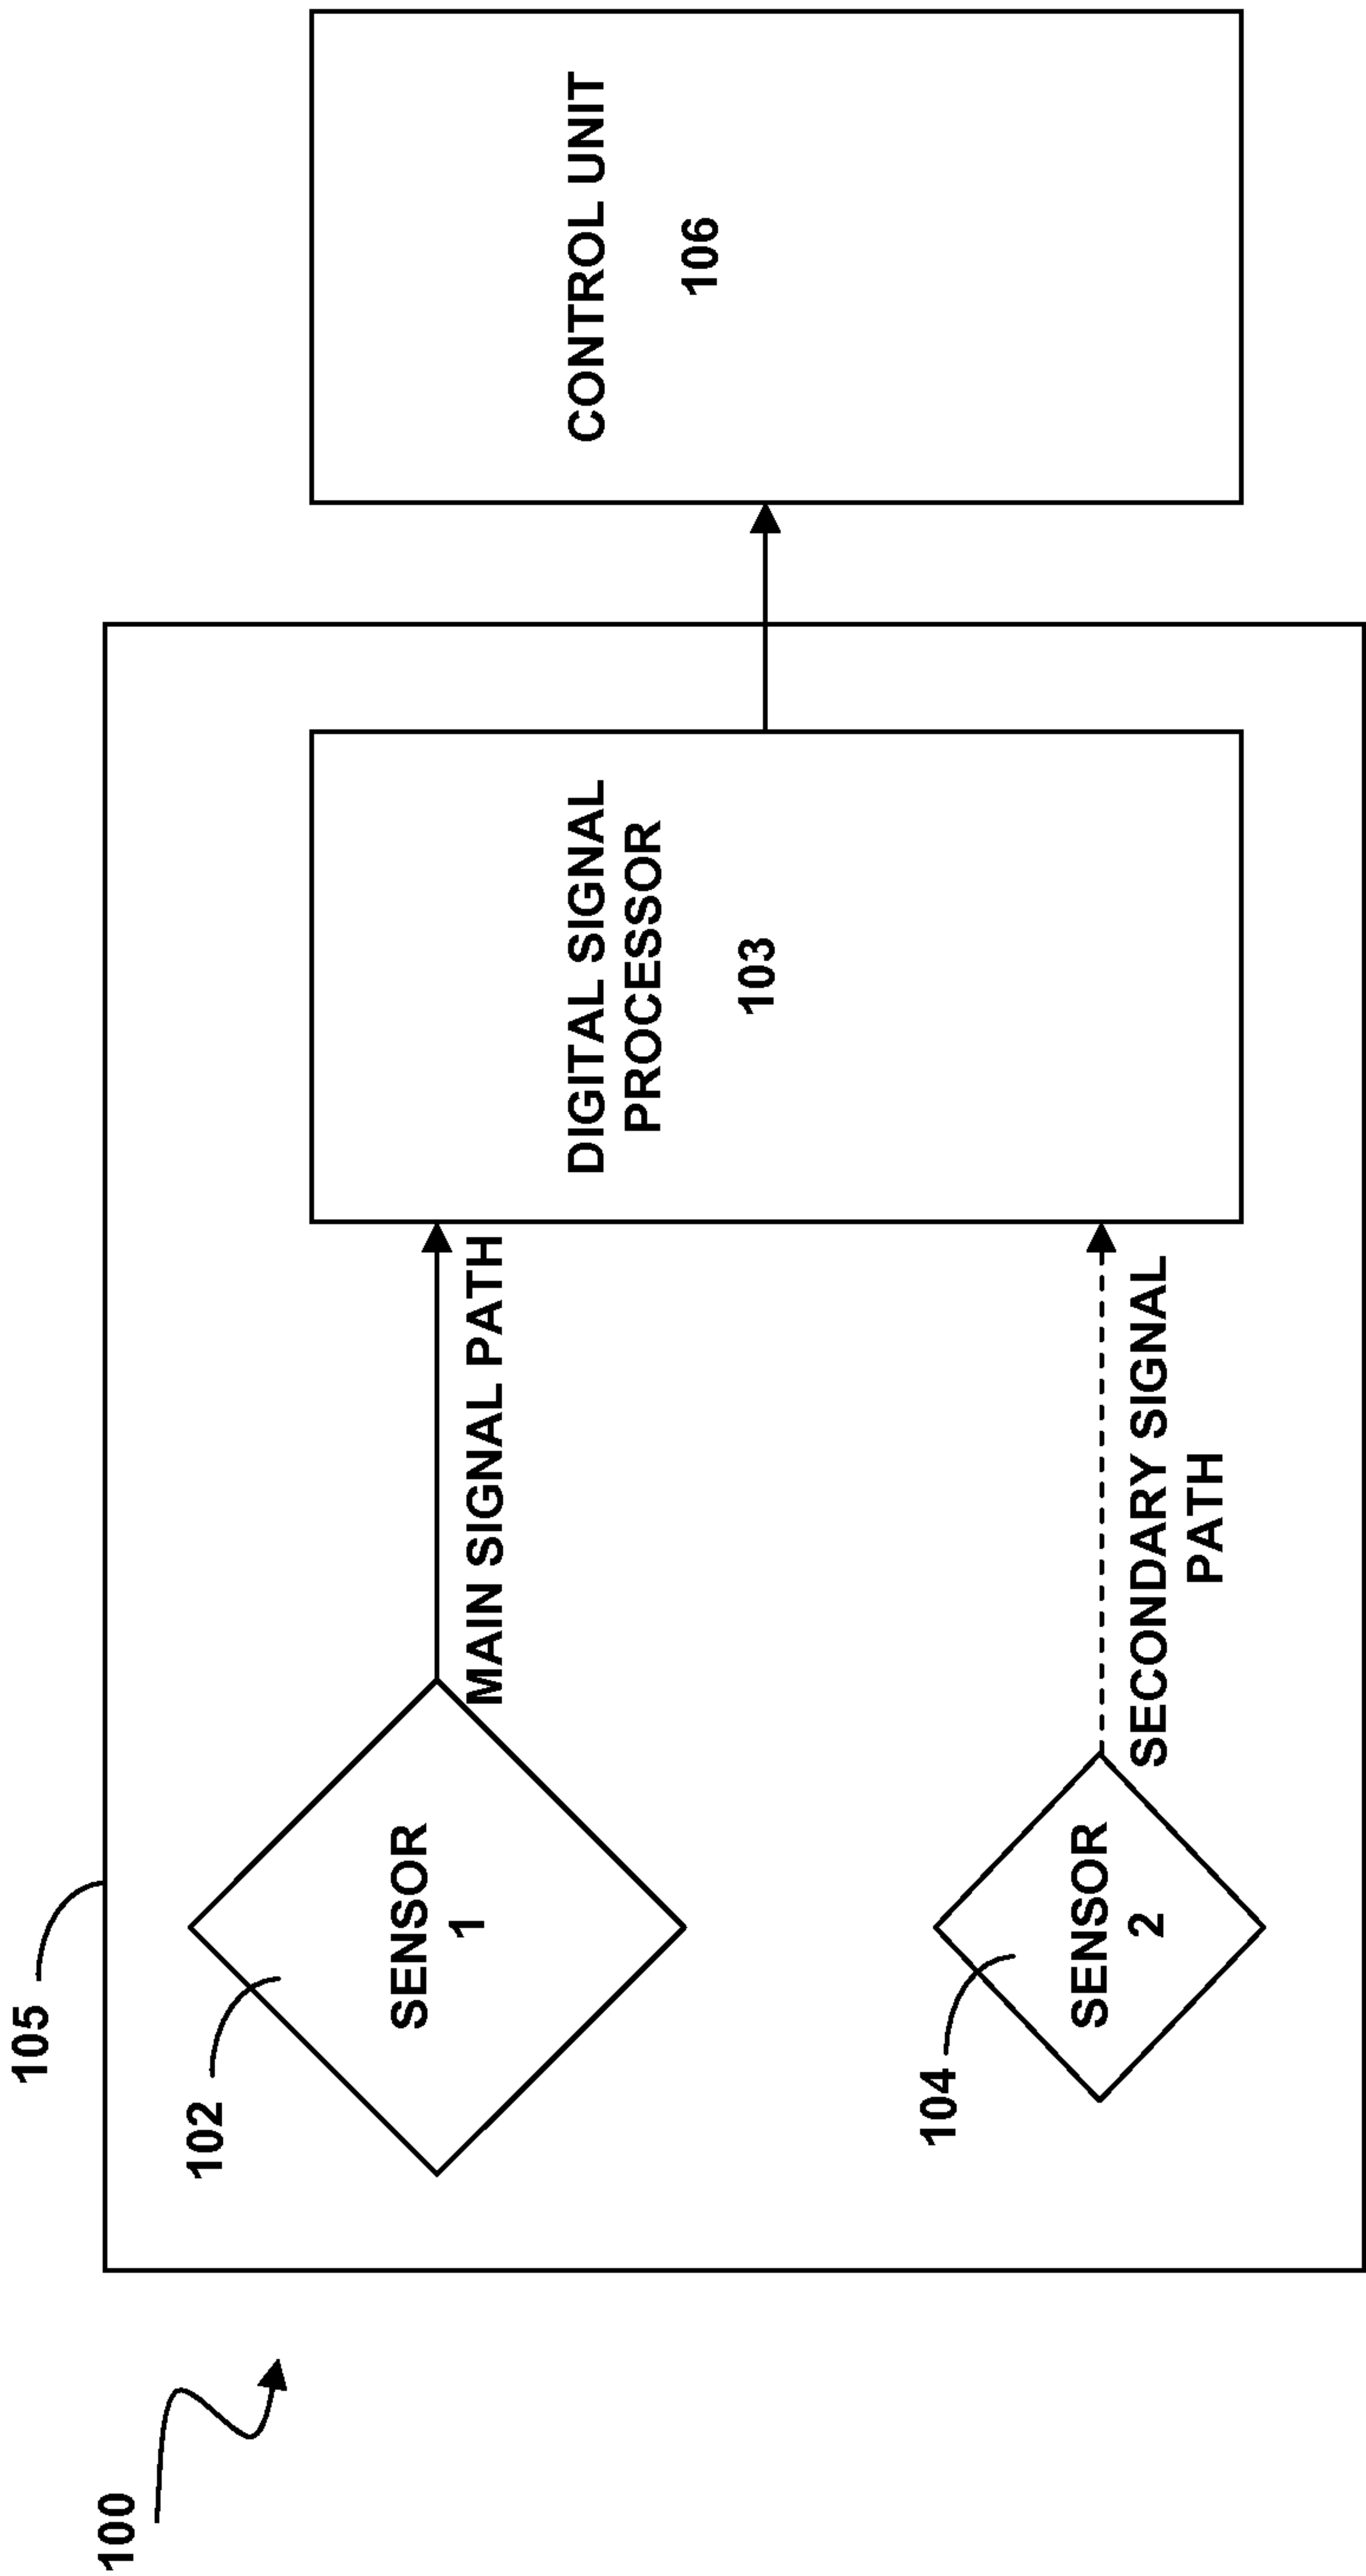 100
105
102
SENSOR
1
MAIN SIGNAL PATH
104
SENSOR
2
SECONDARY SIGNAL
PATH
DIGITAL SIGNAL
PROCESSOR
103
CONTROL UNIT
106